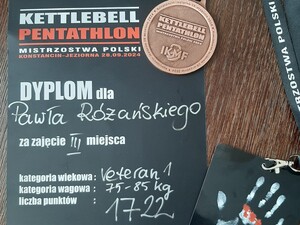 KETTLEBELL
PENTATHLON
MISTRZOSTWA POLSKI
KONSTANCIN-JEZIORNA 28.09.2024
DYPLOM dla
Pawła Różańskiego
za zajęcie III miejsca
kategoria wiekowa: Veteran 1
kategoria wagowa: 75-85 kg
liczba punktów: 1722
KETTLEBELL
PENTATHLON
MISTRZOSTWA POLSKI